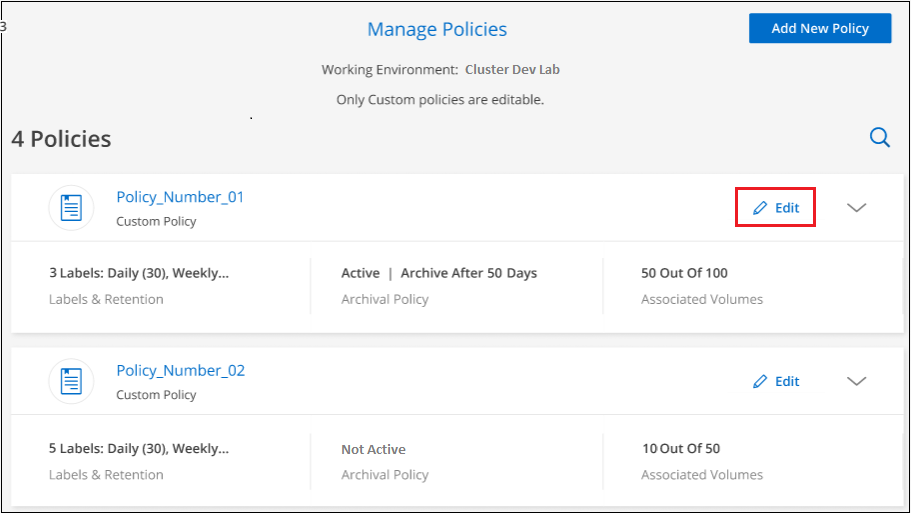 3
Manage Policies
Add New Policy
Working Environment: Cluster Dev Lab
Only Custom policies are editable.
4 Policies
Policy_Number_01
Custom Policy
Edit
3 Labels: Daily (30), Weekly...
Labels & Retention
Active | Archive After 50 Days
Archival Policy
50 Out Of 100
Associated Volumes
Policy_Number_02
Custom Policy
Edit
5 Labels: Daily (30), Weekly...
Labels & Retention
Not Active
Archival Policy
10 Out Of 50
Associated Volumes